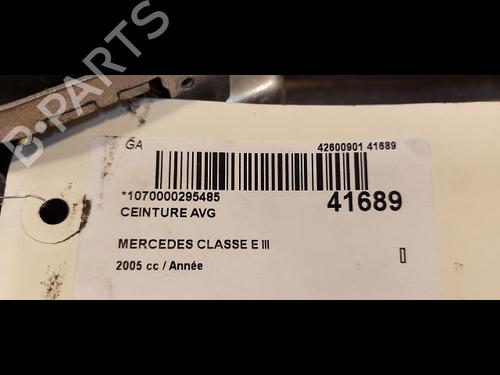 B-PARTS
GA
42600901 41689
*1070000295485
41689
CEINTURE AVG
MERCEDES CLASSE E III
2005 cc / Année